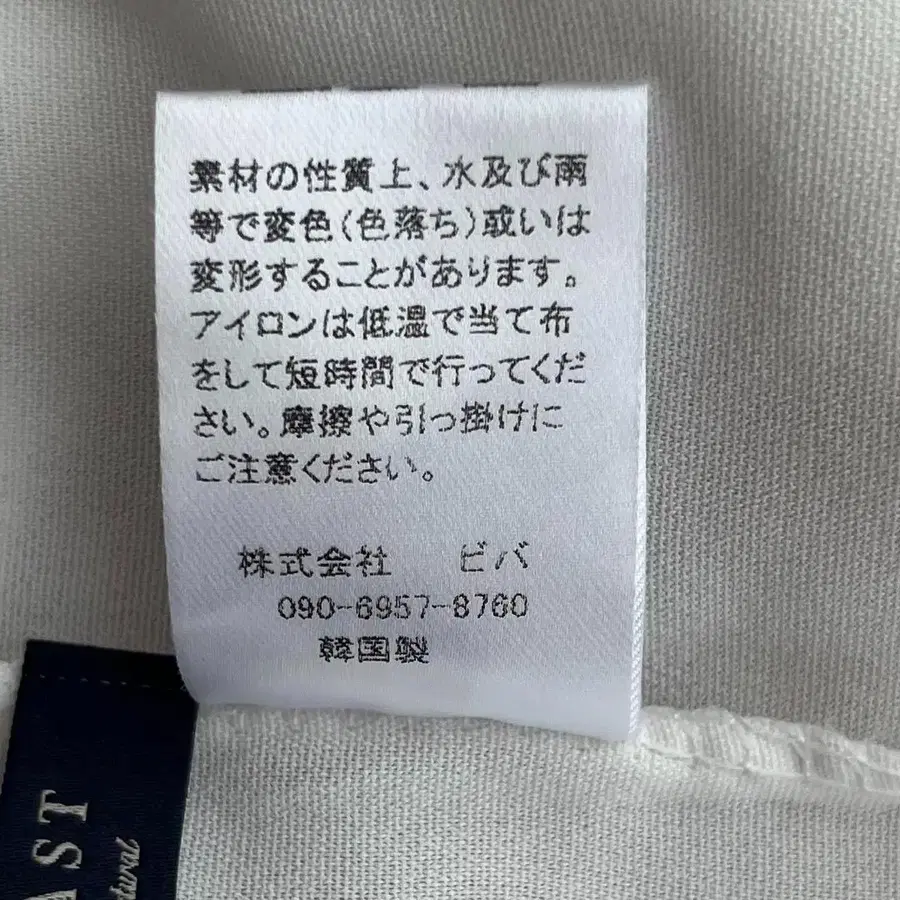 素材の性質上、水及び雨
等で変色(色落ち)或いは
変形することがあります。
アイロンは低温で当て布
をして短時間で行ってくだ
さい。摩擦や引っ掛けに
ご注意ください。
株式会社 ビバ
090-6957-8760
韓国製
AST